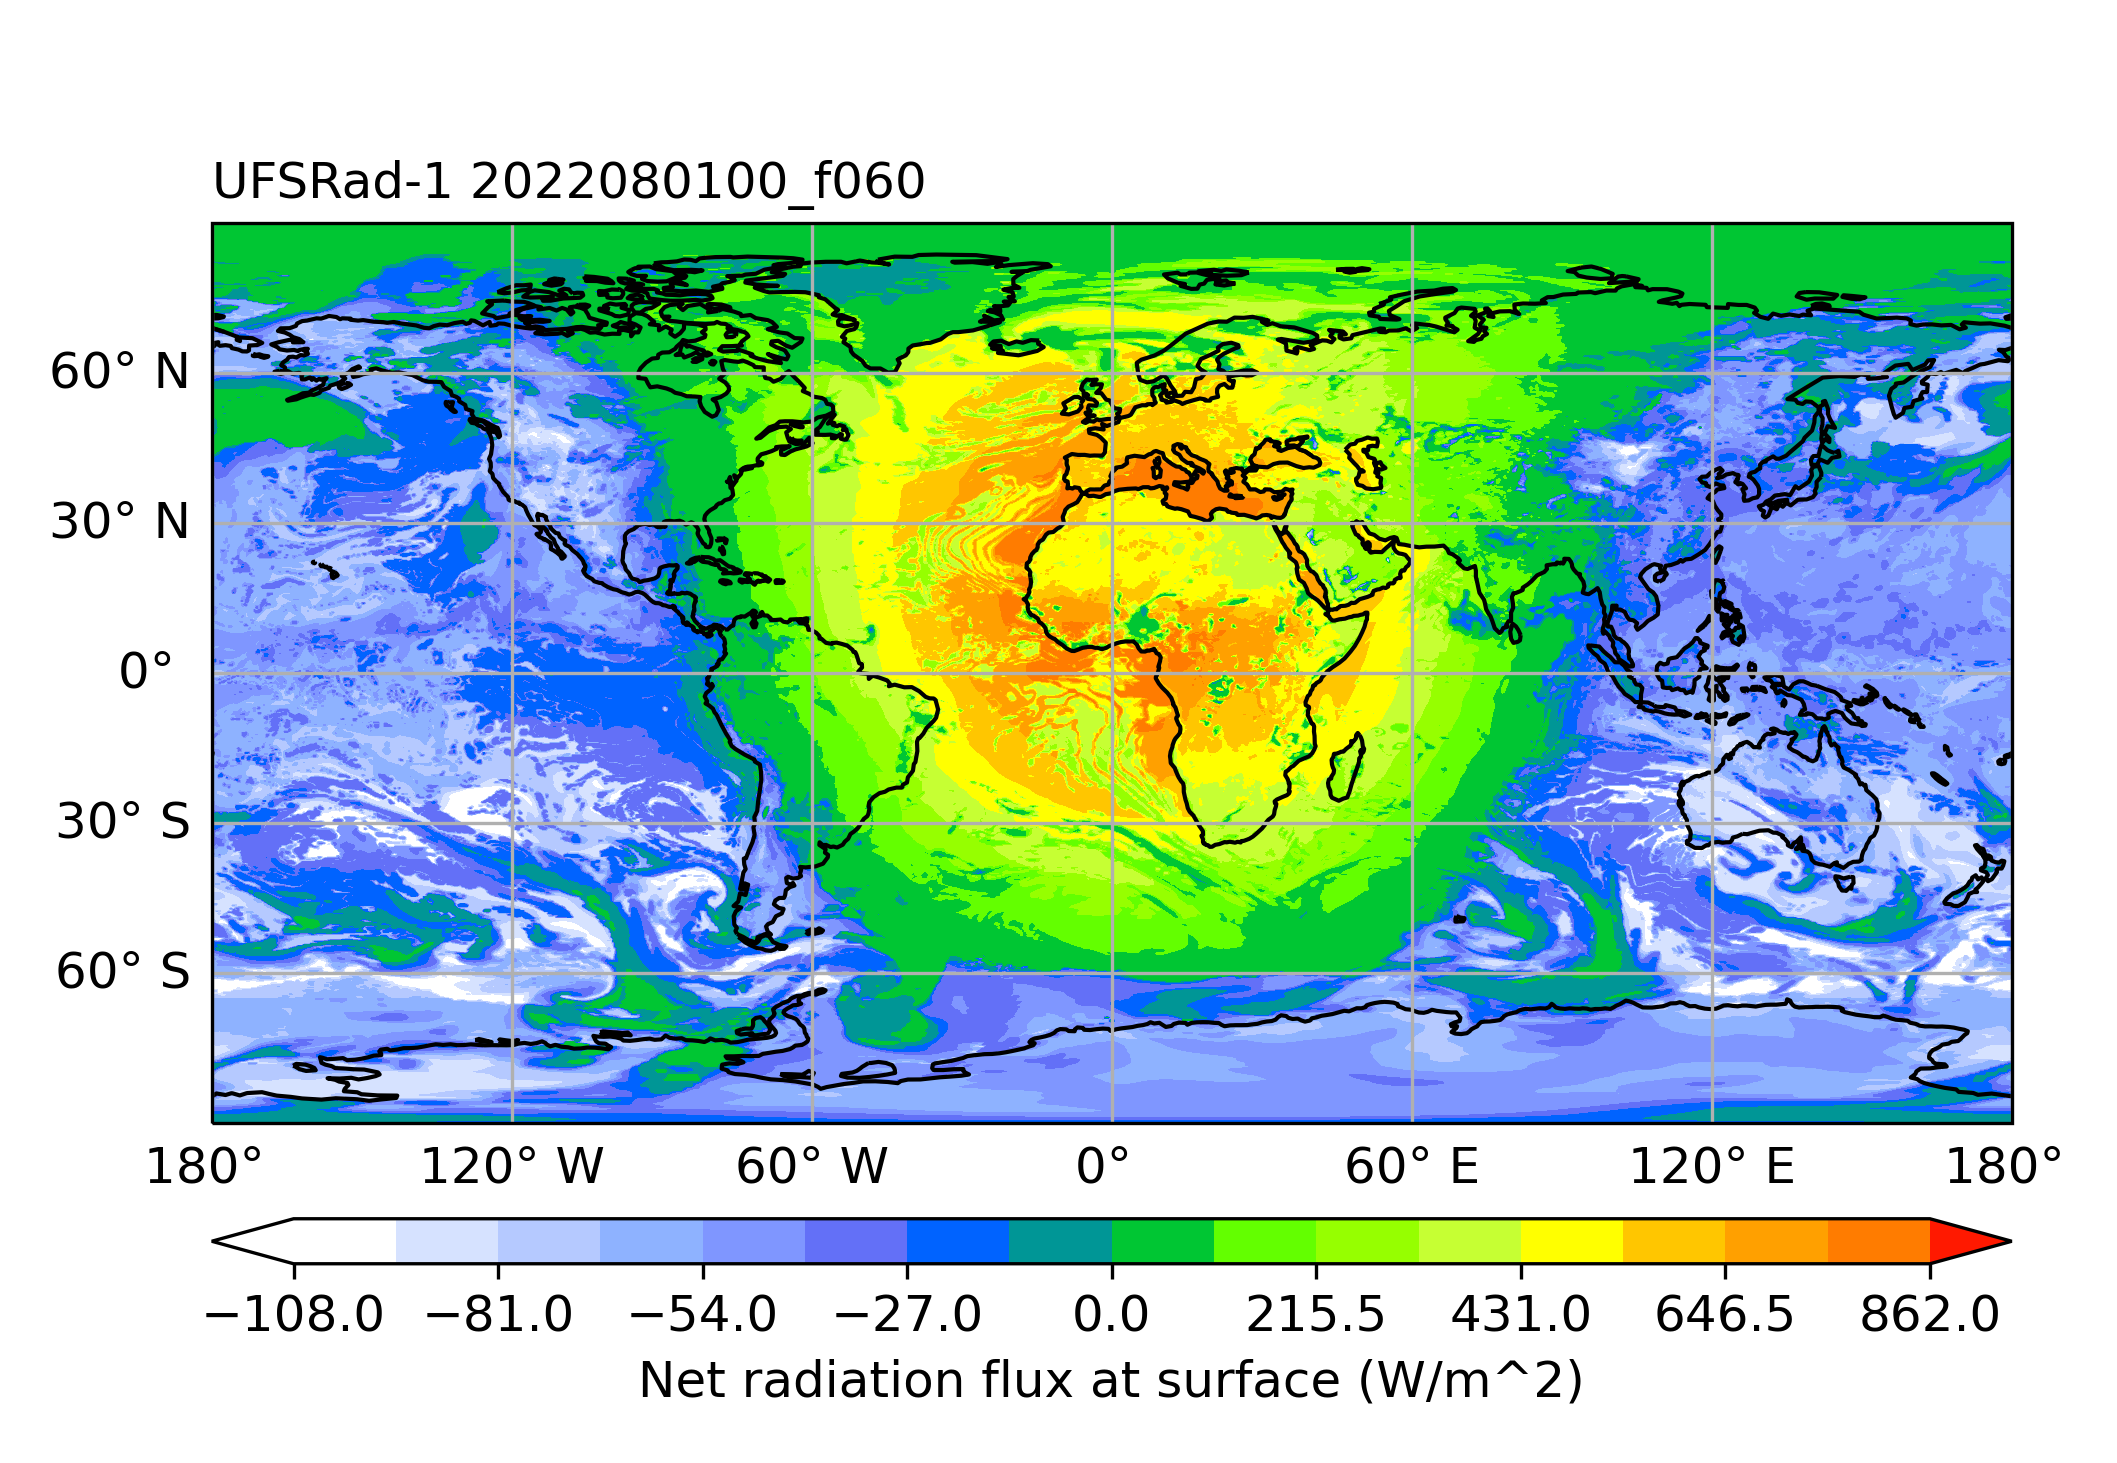 UFSRad-1 2022080100_f060
60° N
30° N
0°
30° S
60° S
180° 120° W 60° W 0° 60° E 120° E 180°
−108.0 −81.0 −54.0 −27.0 0.0 215.5 431.0 646.5 862.0
Net radiation flux at surface (W/m^2)